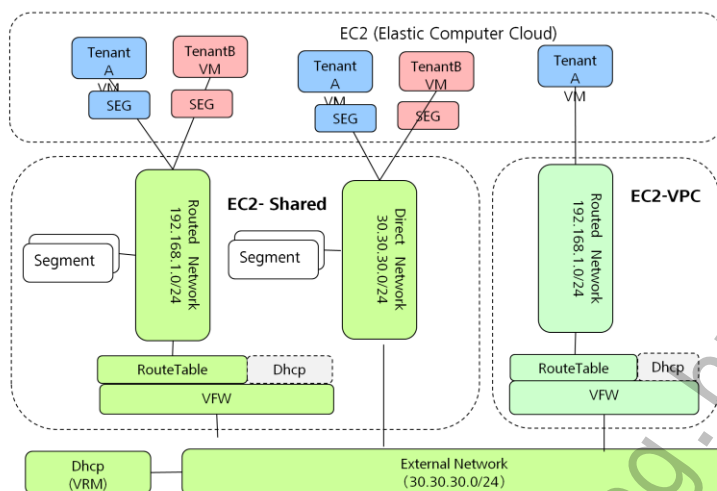 EC2 (Elastic Computer Cloud)
Tenant
A
VM
TenantB
VM
SEG
SEG
Tenant
A
VM
TenantB
VM
SEG
SEG
Tenant
A
VM
EC2- Shared
EC2-VPC
Routed Network
192.168.1.0/24
Direct Network
30.30.30.0/24
Routed Network
192.168.1.0/24
Segment
Segment
RouteTable
Dhcp
VFW
RouteTable
Dhcp
VFW
Dhcp
(VRM)
External Network
(30.30.30.0/24)